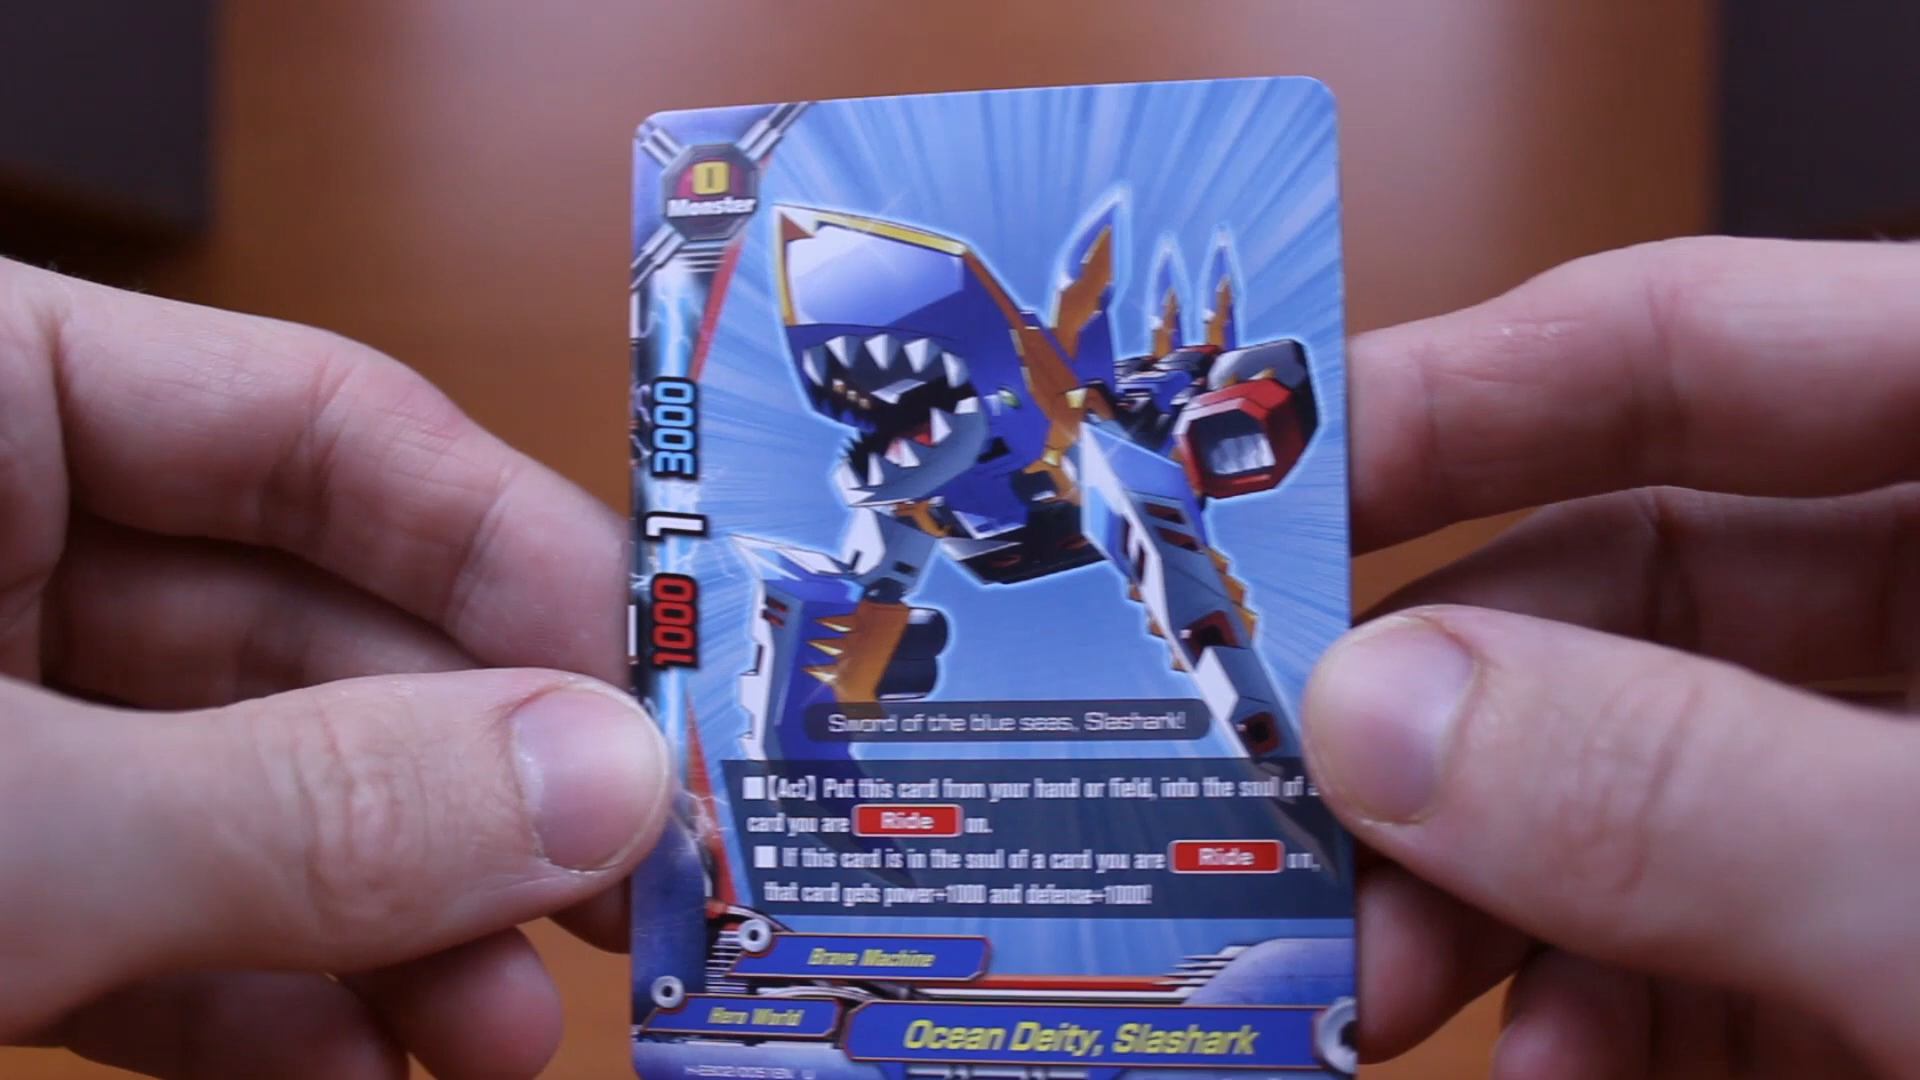 0
Monster
3000
1
1000
Sword of the blue seas, Slashark!
■【Act】 Put this card from your hand or field, into the soul of a
card you are Ride on.
■ If this card is in the soul of a card you are Ride on,
that card gets power+1000 and defense+1000!
Brave Machine
Hero World
Ocean Deity, Slashark